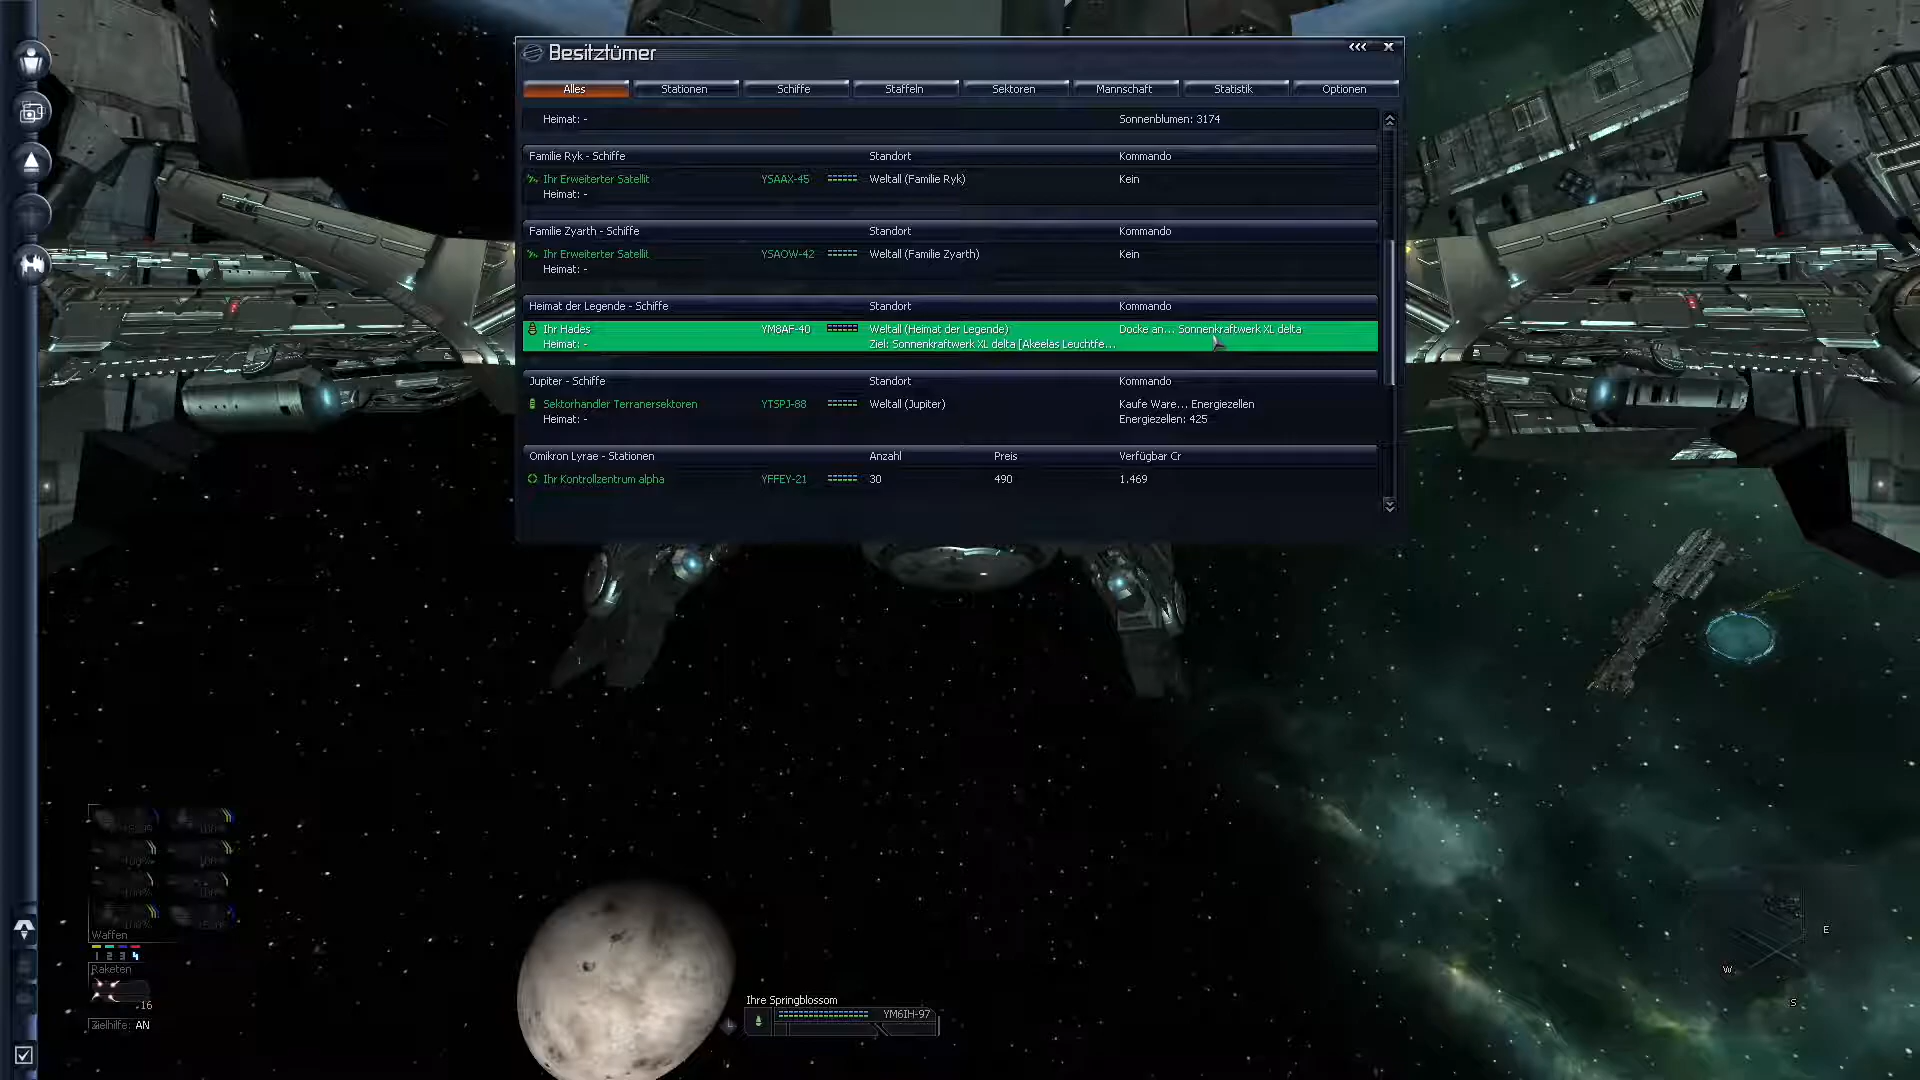 Besitztümer
Alles Stationen Schiffe Staffeln Sektoren Mannschaft Statistik Optionen
Heimat: - Sonnenblumen: 3174
Familie Ryk - Schiffe Standort Kommando
Ihr Erweiterter Satellit YSAAX-45 Weltall (Familie Ryk) Kein
Heimat: -
Familie Zyarth - Schiffe Standort Kommando
Ihr Erweiterter Satellit YSAOW-42 Weltall (Familie Zyarth) Kein
Heimat: -
Heimat der Legende - Schiffe Standort Kommando
Ihr Hades YM8AF-40 Weltall (Heimat der Legende) Docke an... Sonnenkraftwerk XL delta
Heimat: - Ziel: Sonnenkraftwerk XL delta [Akeelas Leuchtfe...
Jupiter - Schiffe Standort Kommando
Sektorhandler Terranersektoren YTSPJ-88 Weltall (Jupiter) Kaufe Ware... Energiezellen
Heimat: - Energiezellen: 425
Omikron Lyrae - Stationen Anzahl Preis Verfügbar Cr
Ihr Kontrollzentrum alpha YFFEY-21 30 490 1.469
Waffen
1 2 3 4
Raketen
16
Zielhilfe: AN
Ihre Springblossom
YM6IH-97
E
W
S